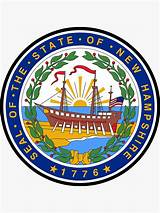 SEAL OF THE STATE OF NEW HAMPSHIRE
1776